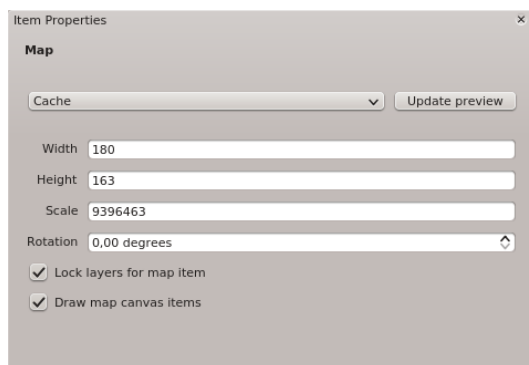 Item Properties
Map
Cache Update preview
Width 180
Height 163
Scale 9396463
Rotation 0,00 degrees
Lock layers for map item
Draw map canvas items